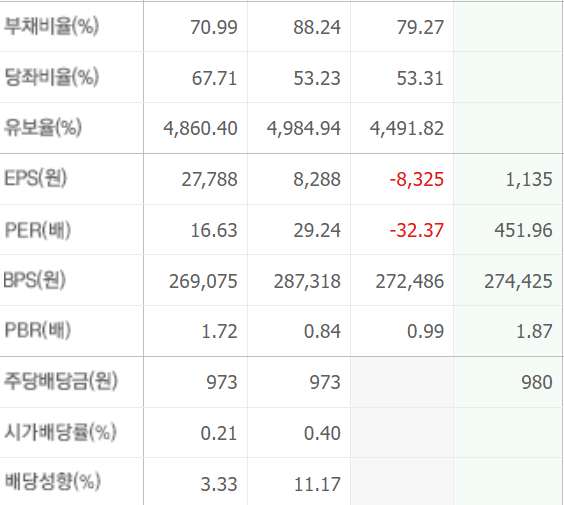 부채비율(%) 70.99 88.24 79.27
당좌비율(%) 67.71 53.23 53.31
유보율(%) 4,860.40 4,984.94 4,491.82
EPS(원) 27,788 8,288 -8,325 1,135
PER(배) 16.63 29.24 -32.37 451.96
BPS(원) 269,075 287,318 272,486 274,425
PBR(배) 1.72 0.84 0.99 1.87
주당배당금(원) 973 973 980
시가배당률(%) 0.21 0.40
배당성향(%) 3.33 11.17